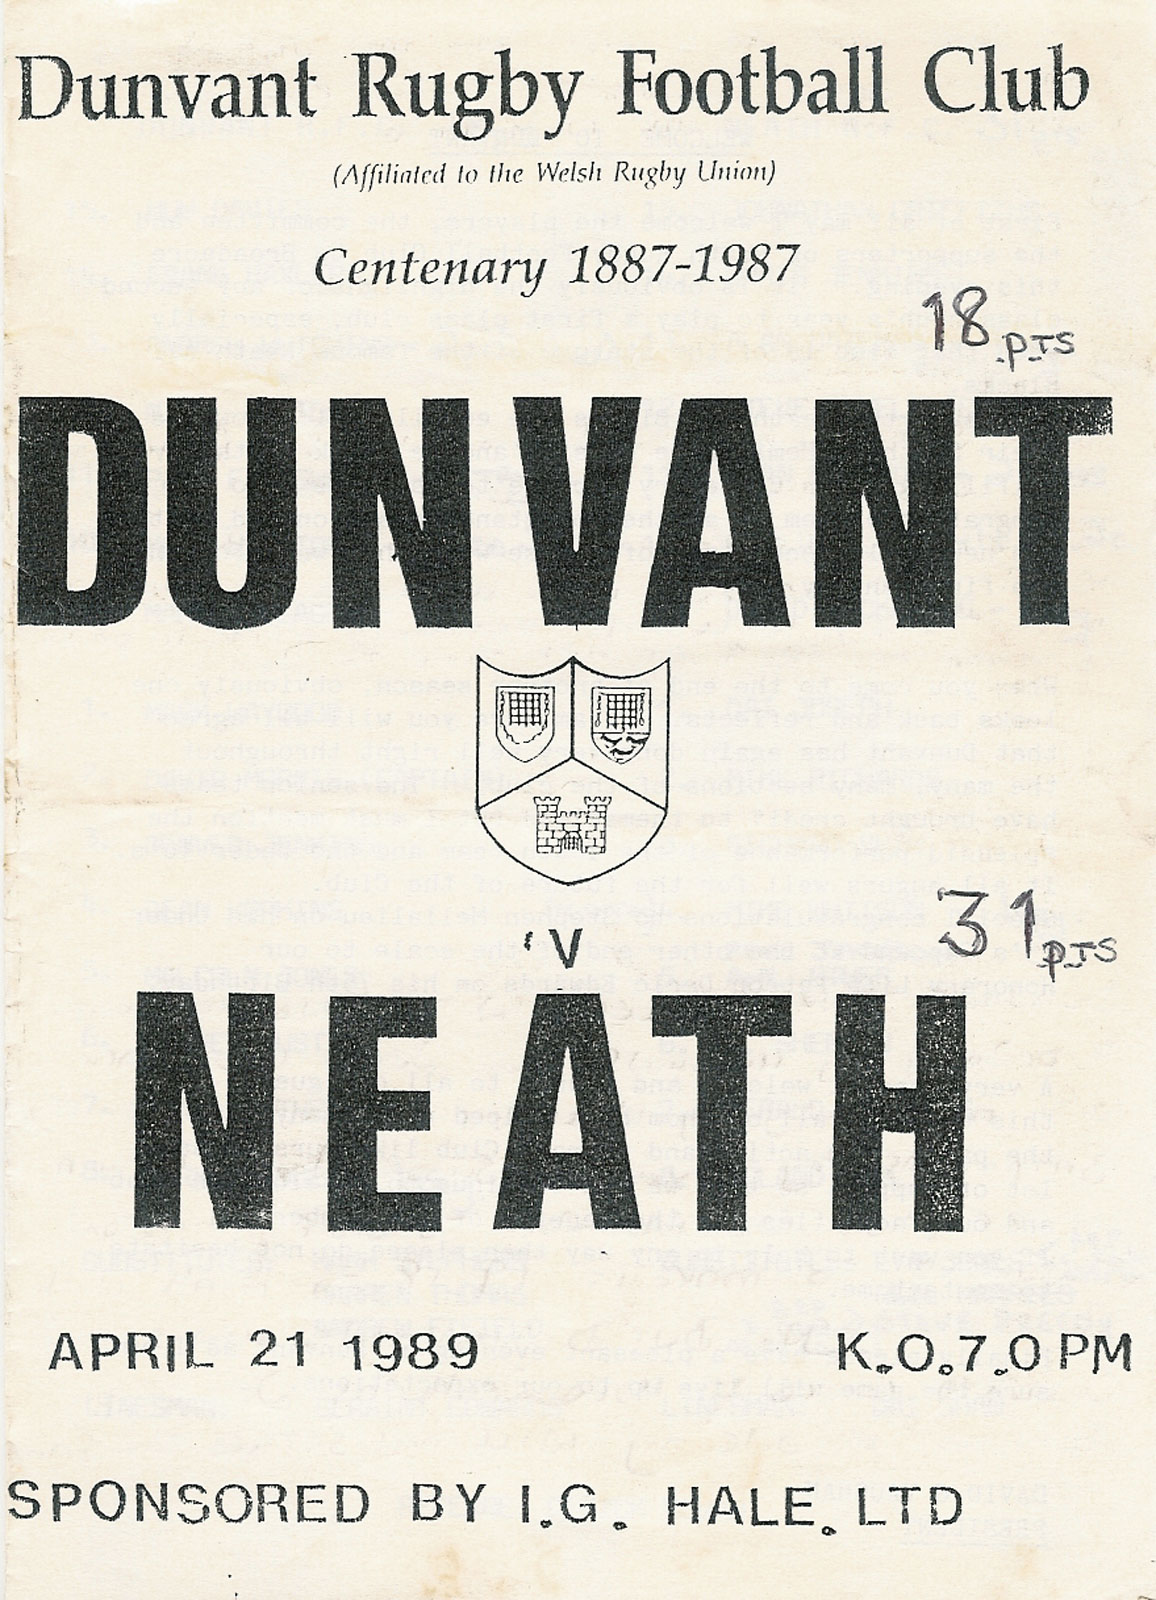 Dunvant Rugby Football Club
(Affiliated to the Welsh Rugby Union)
Centenary 1887-1987
18 PTS
DUNVANT
'V
31 PTS
NEATH
APRIL 21 1989 K.O.7.0 PM
SPONSORED BY I.G. HALE. LTD